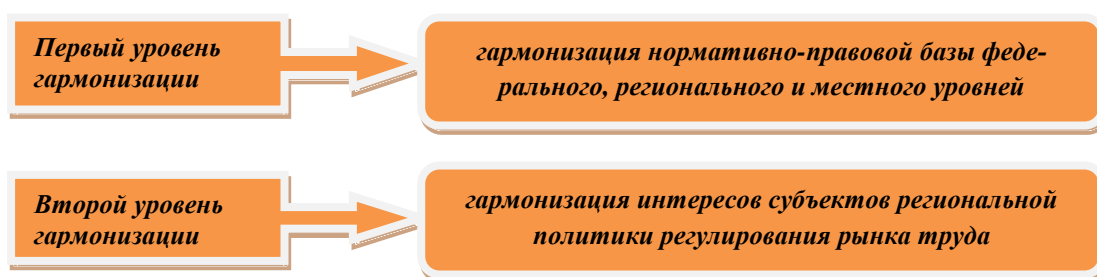 Первый уровень
гармонизации
гармонизация нормативно-правовой базы феде-
рального, регионального и местного уровней
Второй уровень
гармонизации
гармонизация интересов субъектов региональной
политики регулирования рынка труда